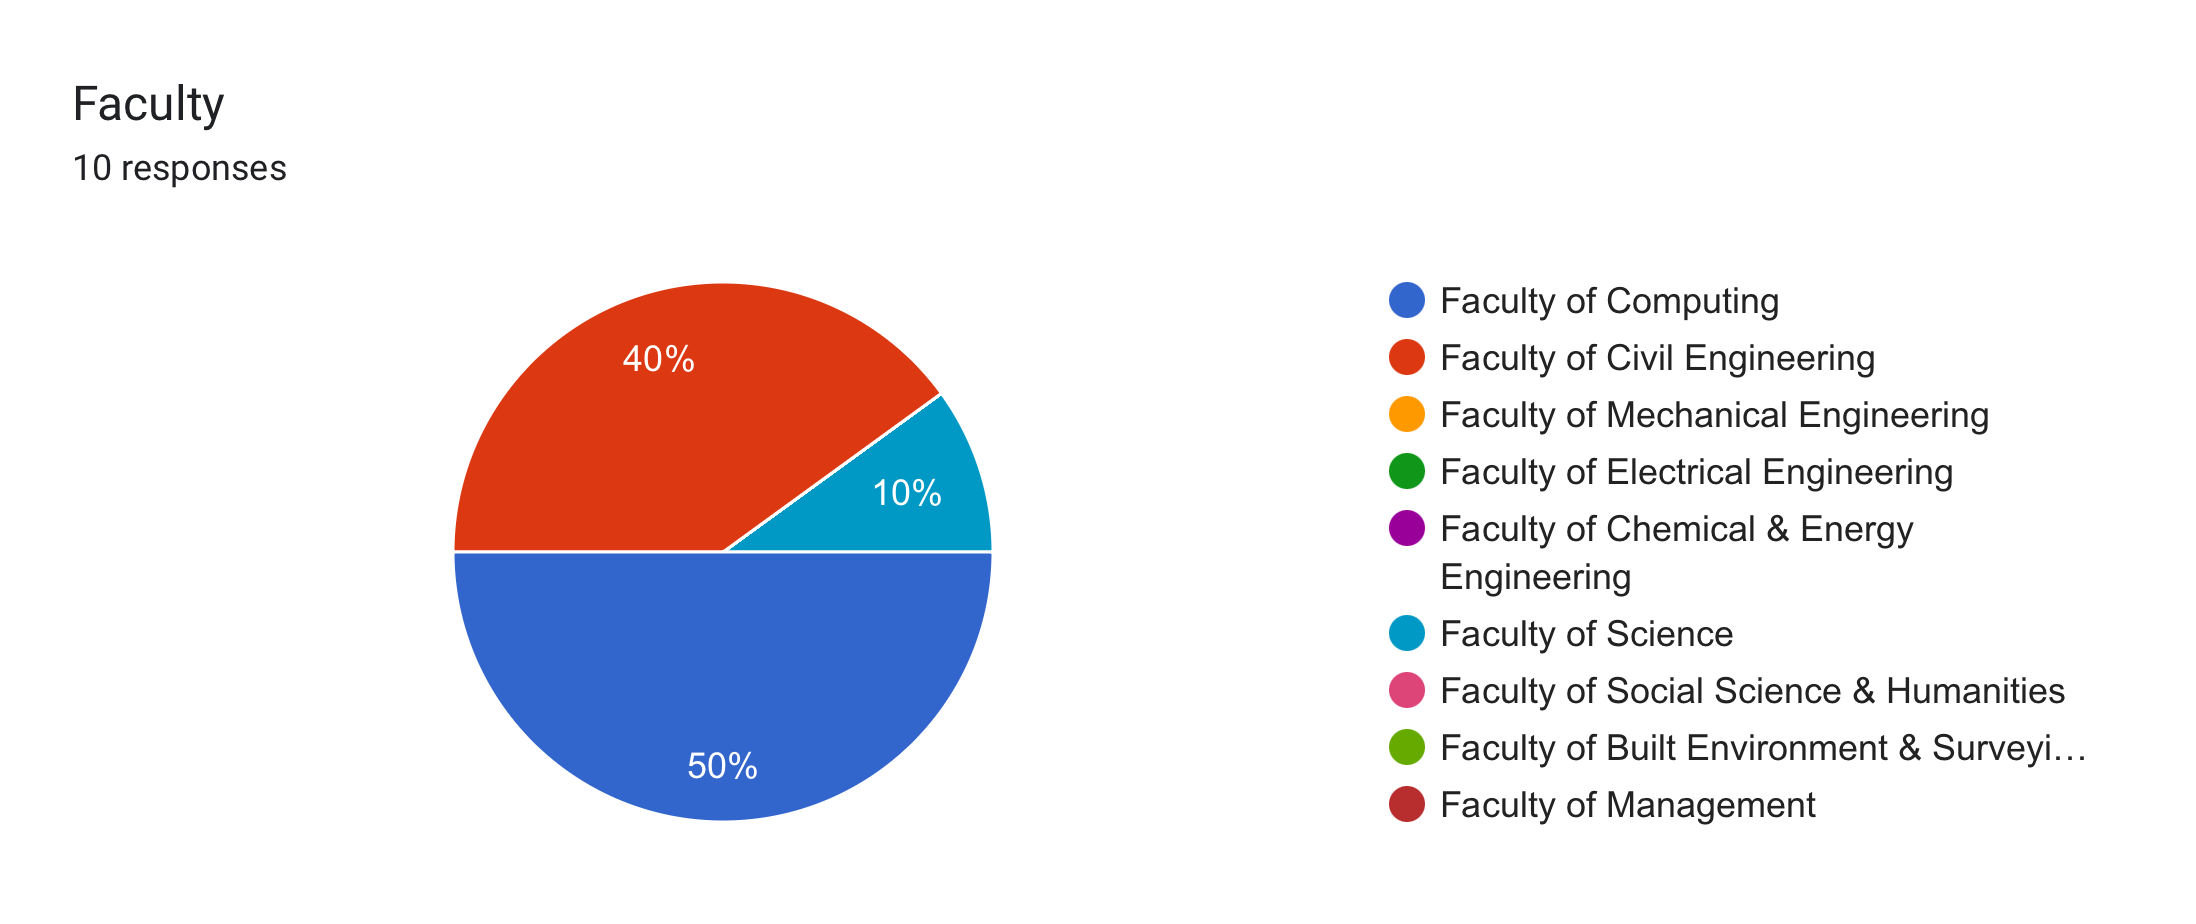 Faculty
10 responses
40%
10%
50%
Faculty of Computing
Faculty of Civil Engineering
Faculty of Mechanical Engineering
Faculty of Electrical Engineering
Faculty of Chemical & Energy
Engineering
Faculty of Science
Faculty of Social Science & Humanities
Faculty of Built Environment & Surveyi…
Faculty of Management